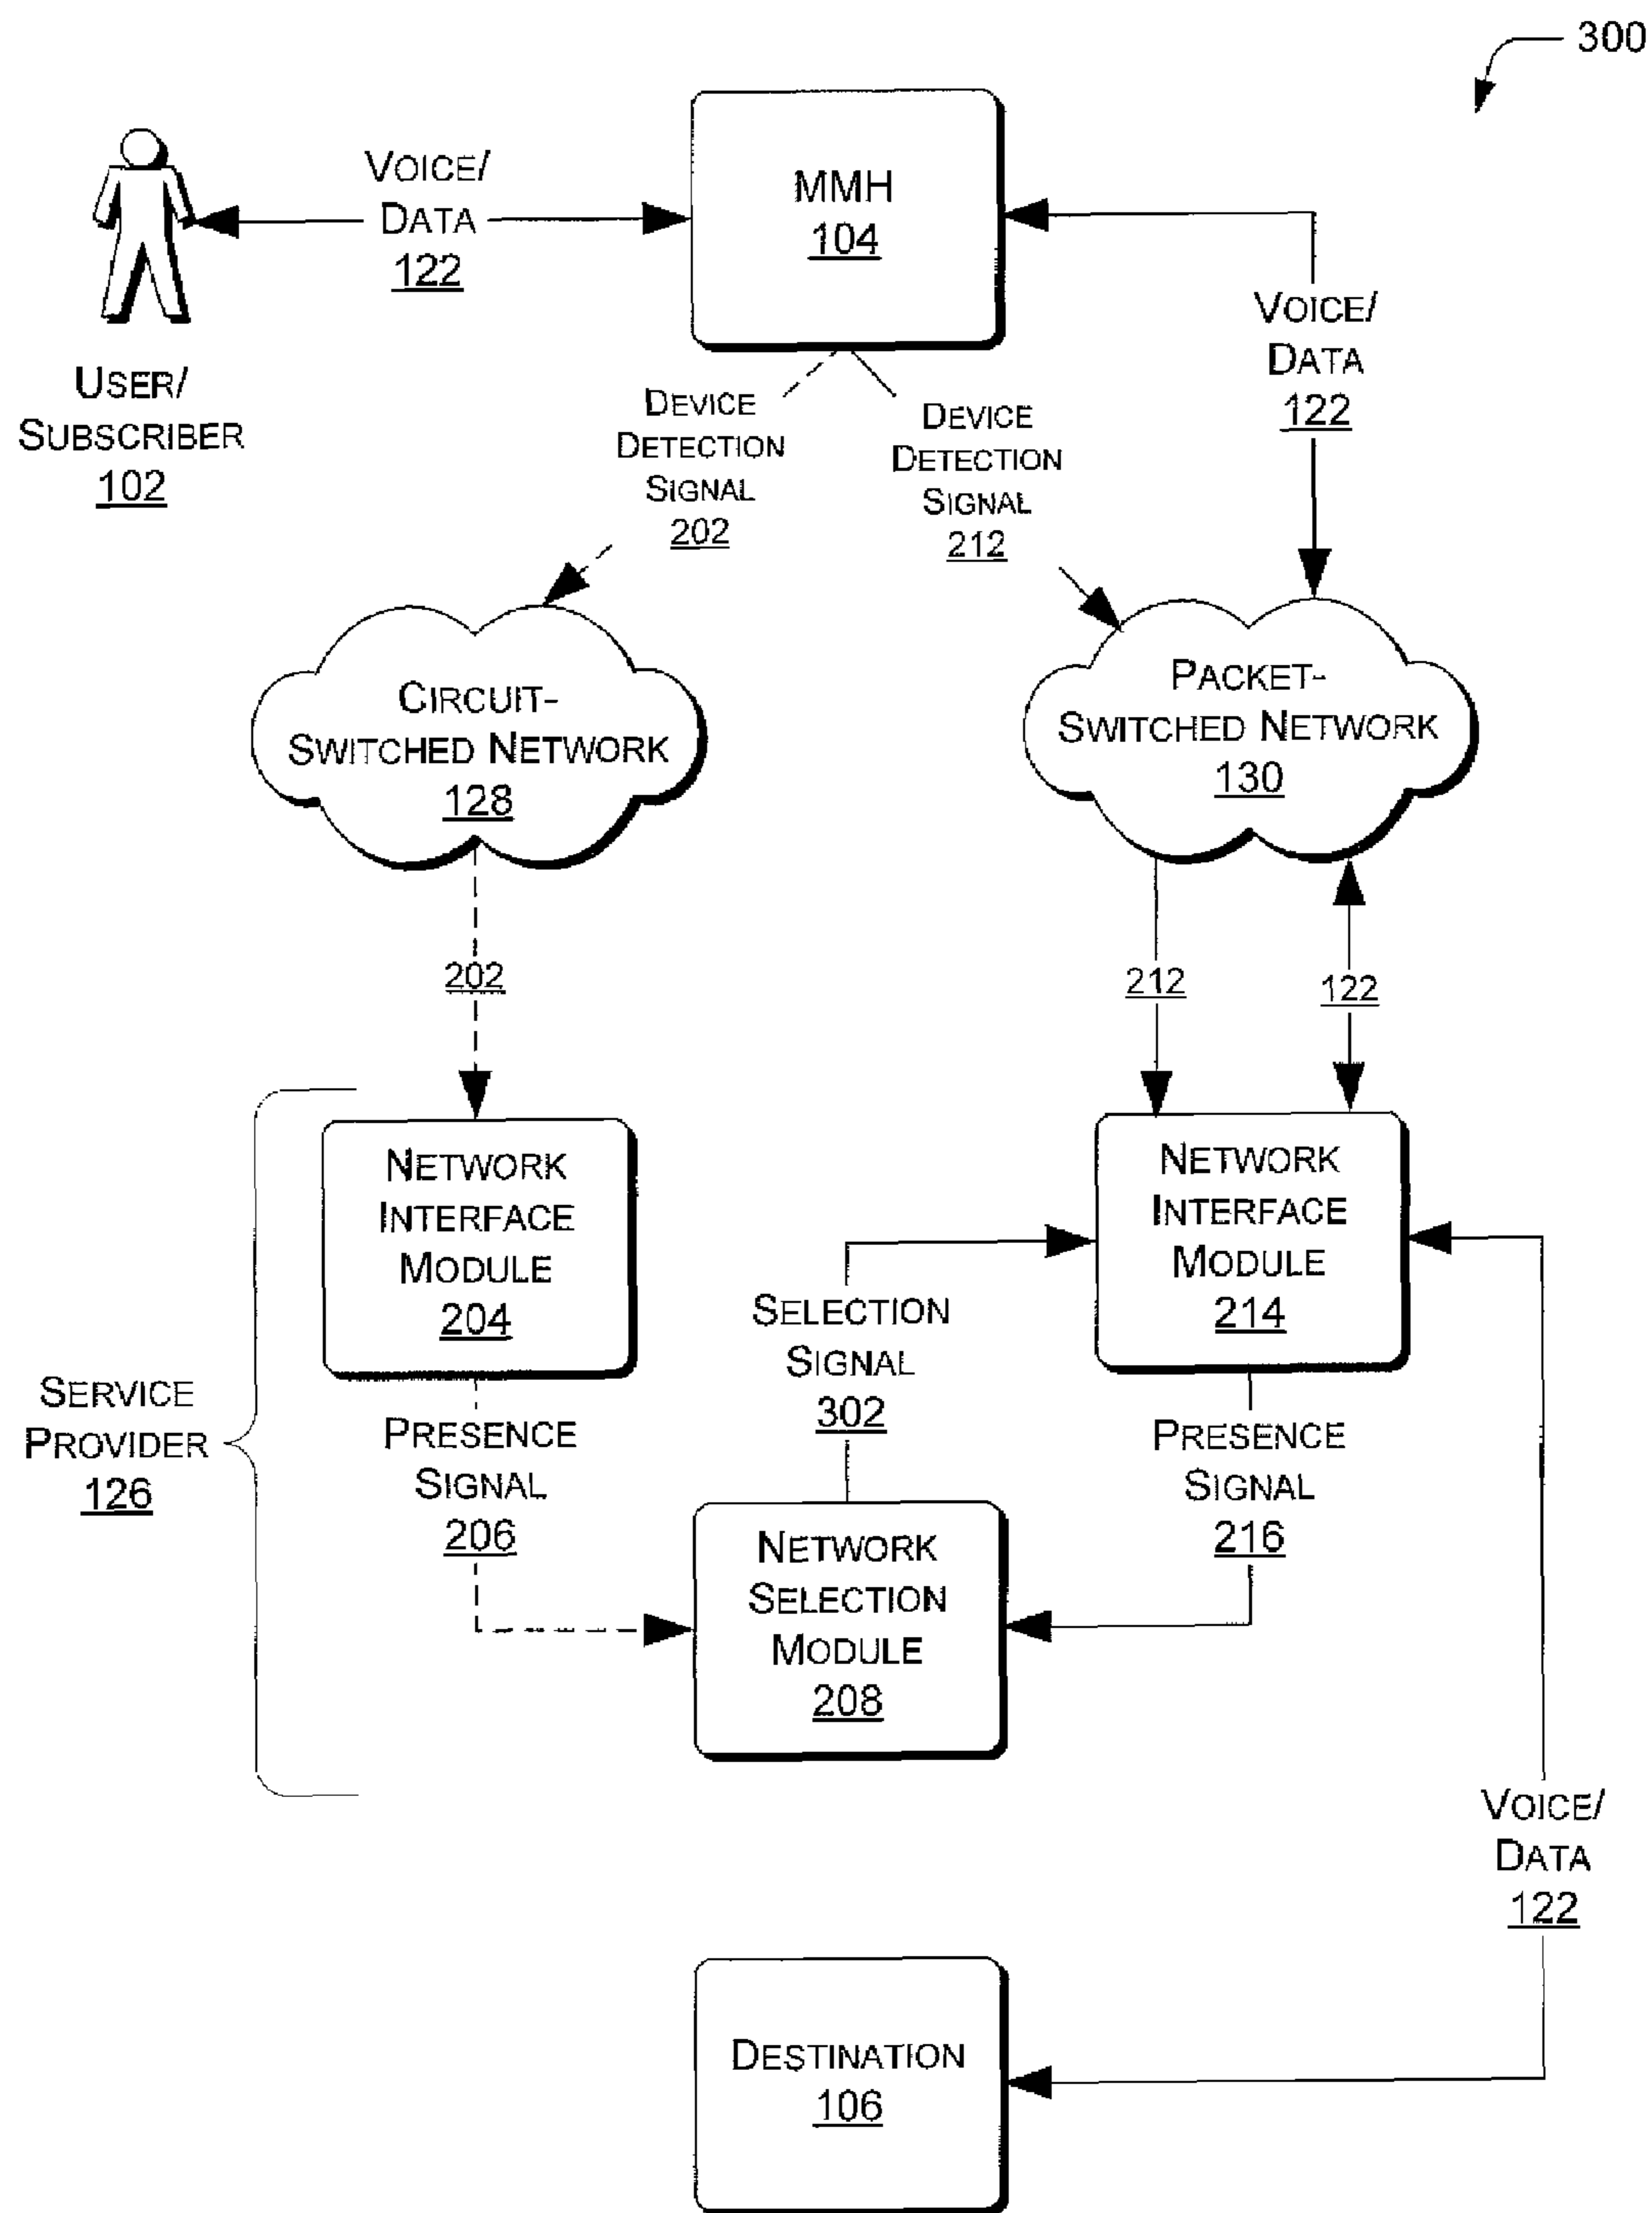 300
VOICE/
DATA
122
MMH
104
VOICE/
DATA
122
USER/
SUBSCRIBER
102
DEVICE
DETECTION
SIGNAL
202
DEVICE
DETECTION
SIGNAL
212
CIRCUIT-
SWITCHED NETWORK
128
PACKET-
SWITCHED NETWORK
130
202
212
122
NETWORK
INTERFACE
MODULE
204
NETWORK
INTERFACE
MODULE
214
SELECTION
SIGNAL
302
SERVICE
PROVIDER
126
PRESENCE
SIGNAL
206
PRESENCE
SIGNAL
216
NETWORK
SELECTION
MODULE
208
VOICE/
DATA
122
DESTINATION
106